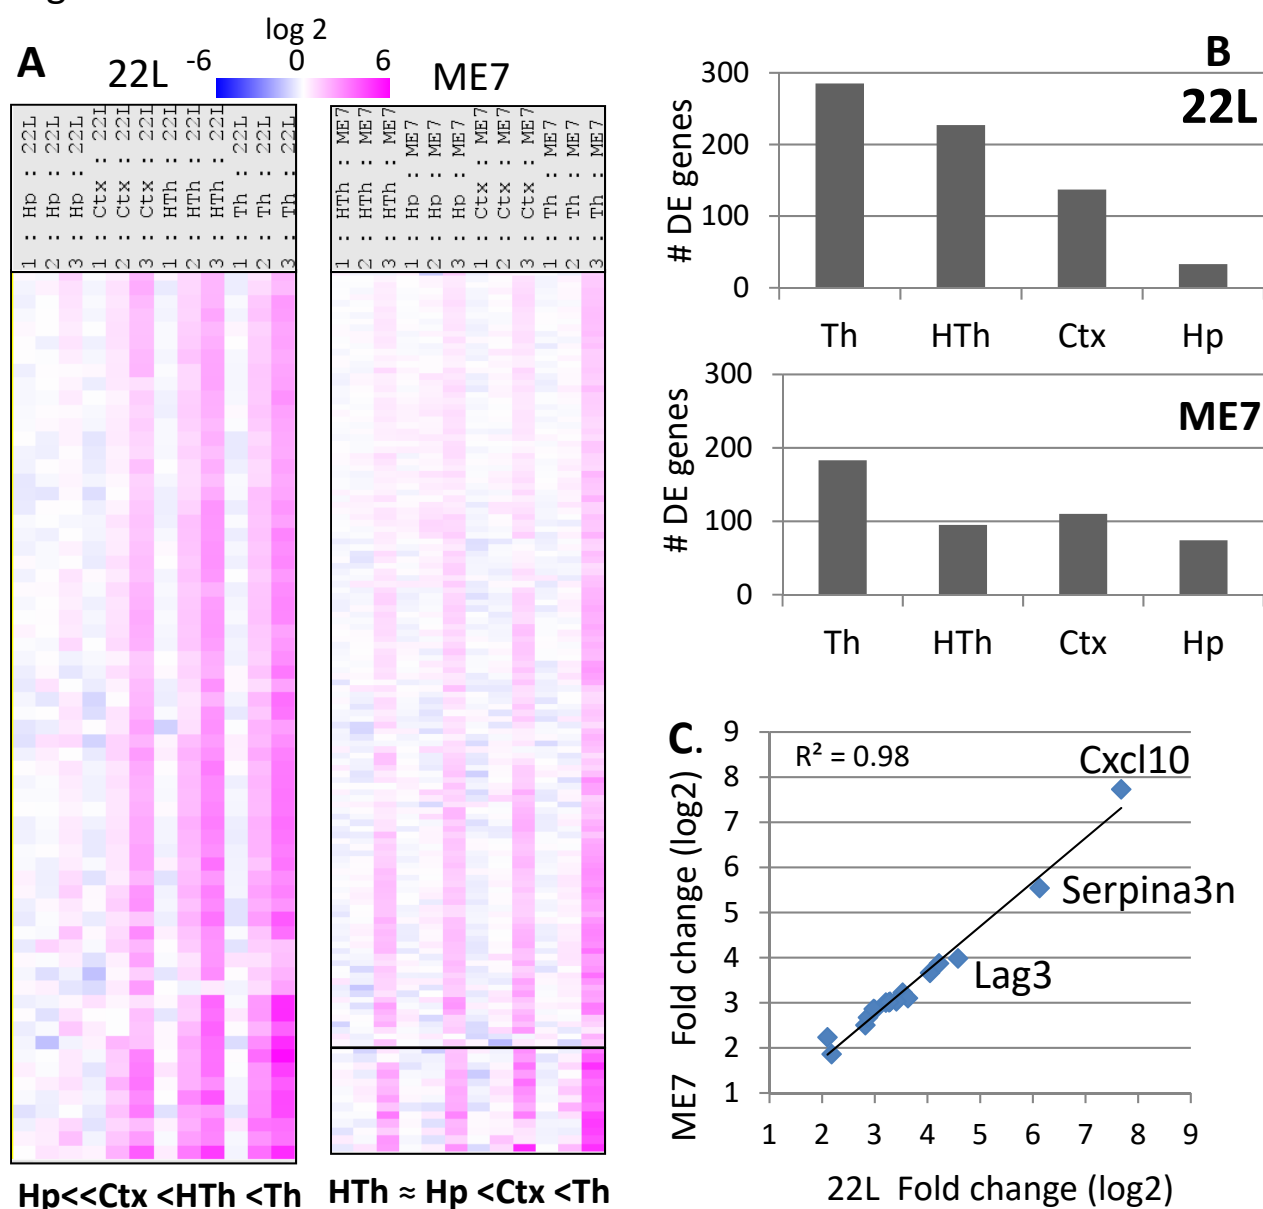 A
22L
log 2
-6 0 6
ME7
1 : Hp : 22L
2 : Hp : 22L
3 : Hp : 22L
1 : Ctx : 22L
2 : Ctx : 22L
3 : Ctx : 22L
1 : HTh : 22L
2 : HTh : 22L
3 : HTh : 22L
1 : Th : 22L
2 : Th : 22L
3 : Th : 22L
1 : HTh : ME7
2 : HTh : ME7
3 : HTh : ME7
1 : Hp : ME7
2 : Hp : ME7
3 : Hp : ME7
1 : Ctx : ME7
2 : Ctx : ME7
3 : Ctx : ME7
1 : Th : ME7
2 : Th : ME7
3 : Th : ME7
Hp<<Ctx <HTh <Th
HTh ≈ Hp <Ctx <Th
B
22L
# DE genes
300
200
100
0
Th HTh Ctx Hp
ME7
# DE genes
300
200
100
0
Th HTh Ctx Hp
C.
R² = 0.98
Cxcl10
Serpina3n
Lag3
ME7 Fold change (log2)
9
8
7
6
5
4
3
2
1
1 2 3 4 5 6 7 8 9
22L Fold change (log2)